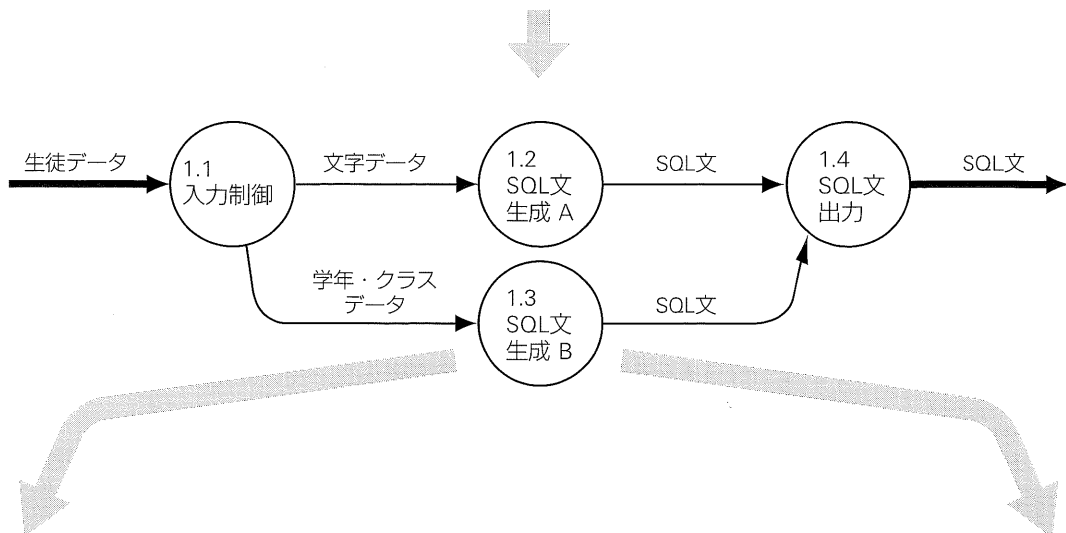 生徒データ
1.1
入力制御
文字データ
1.2
SQL文
生成 A
SQL文
1.4
SQL文
出力
SQL文
学年・クラス
データ
1.3
SQL文
生成 B
SQL文